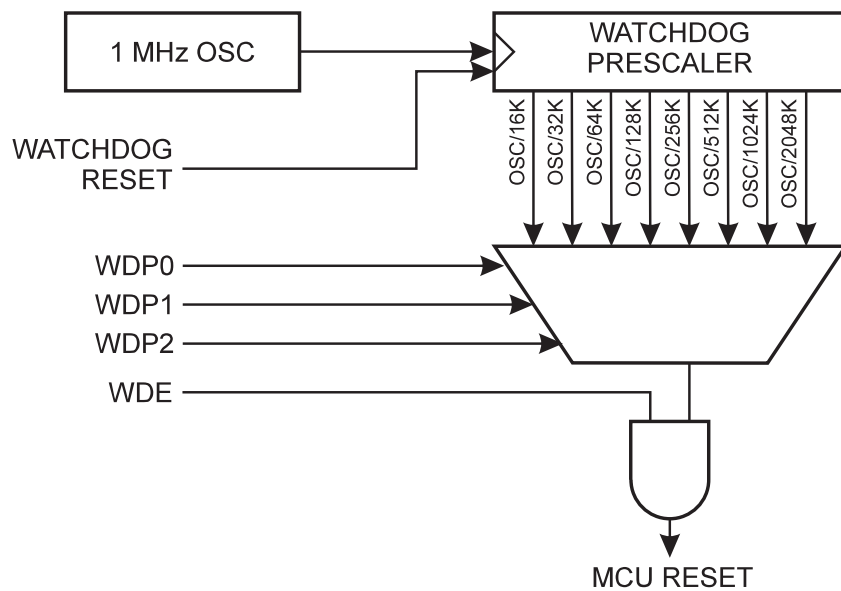 1 MHz OSC
WATCHDOG
PRESCALER
WATCHDOG
RESET
OSC/16K
OSC/32K
OSC/64K
OSC/128K
OSC/256K
OSC/512K
OSC/1024K
OSC/2048K
WDP0
WDP1
WDP2
WDE
MCU RESET